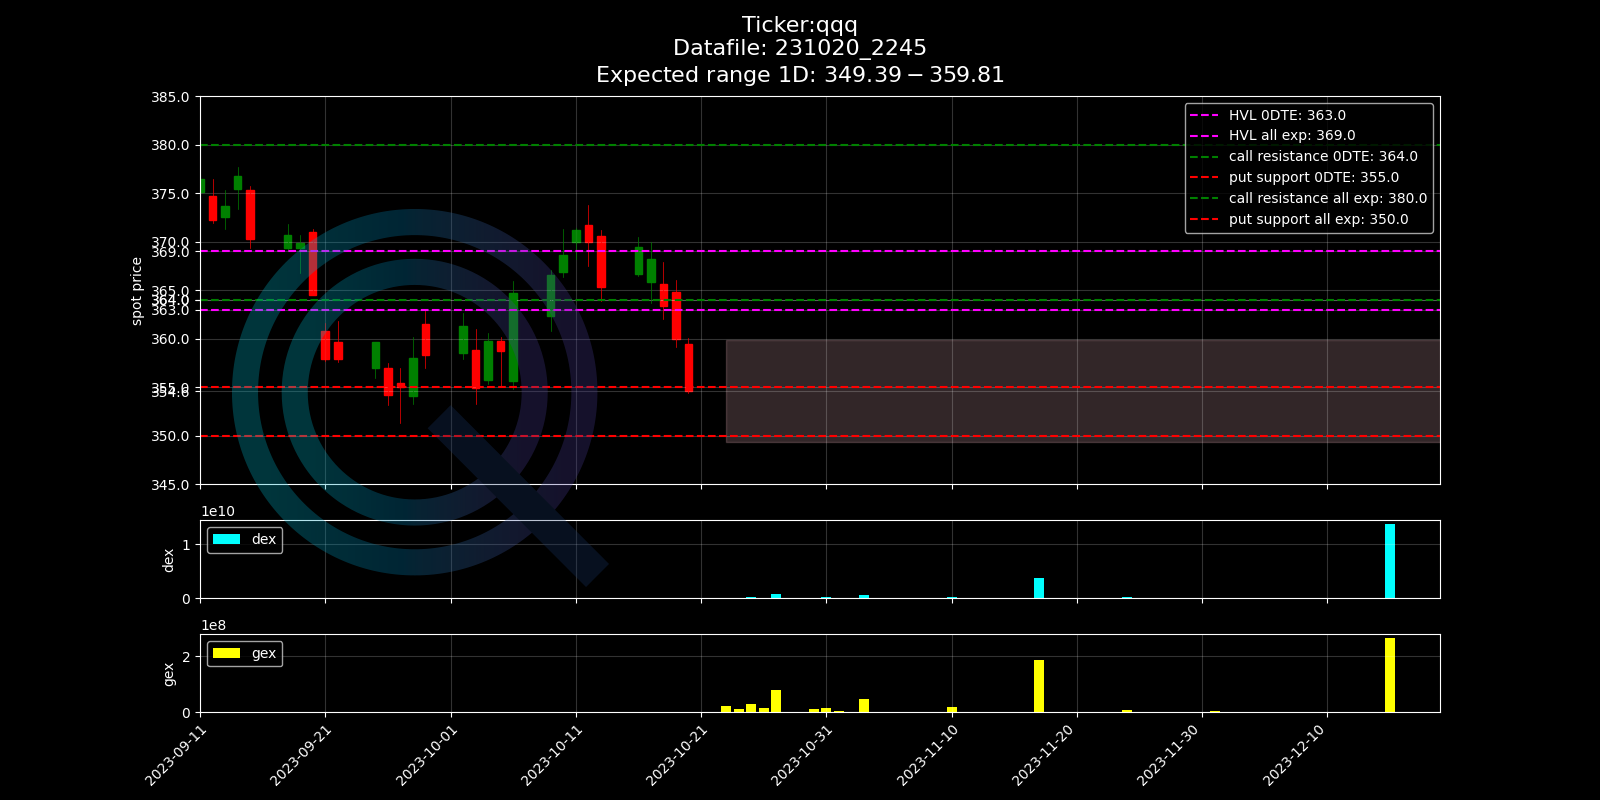 Ticker:qqq
Datafile: 231020_2245
Expected range 1D: 349.39 − 359.81
385.0
380.0
375.0
370.0
369.0
365.0
364.0
363.0
360.0
355.0
354.6
350.0
345.0
spot price
HVL 0DTE: 363.0
HVL all exp: 369.0
call resistance 0DTE: 364.0
put support 0DTE: 355.0
call resistance all exp: 380.0
put support all exp: 350.0
1e10
1
0
dex
dex
1e8
2
0
gex
gex
2023-09-11
2023-09-21
2023-10-01
2023-10-11
2023-10-21
2023-10-31
2023-11-10
2023-11-20
2023-11-30
2023-12-10